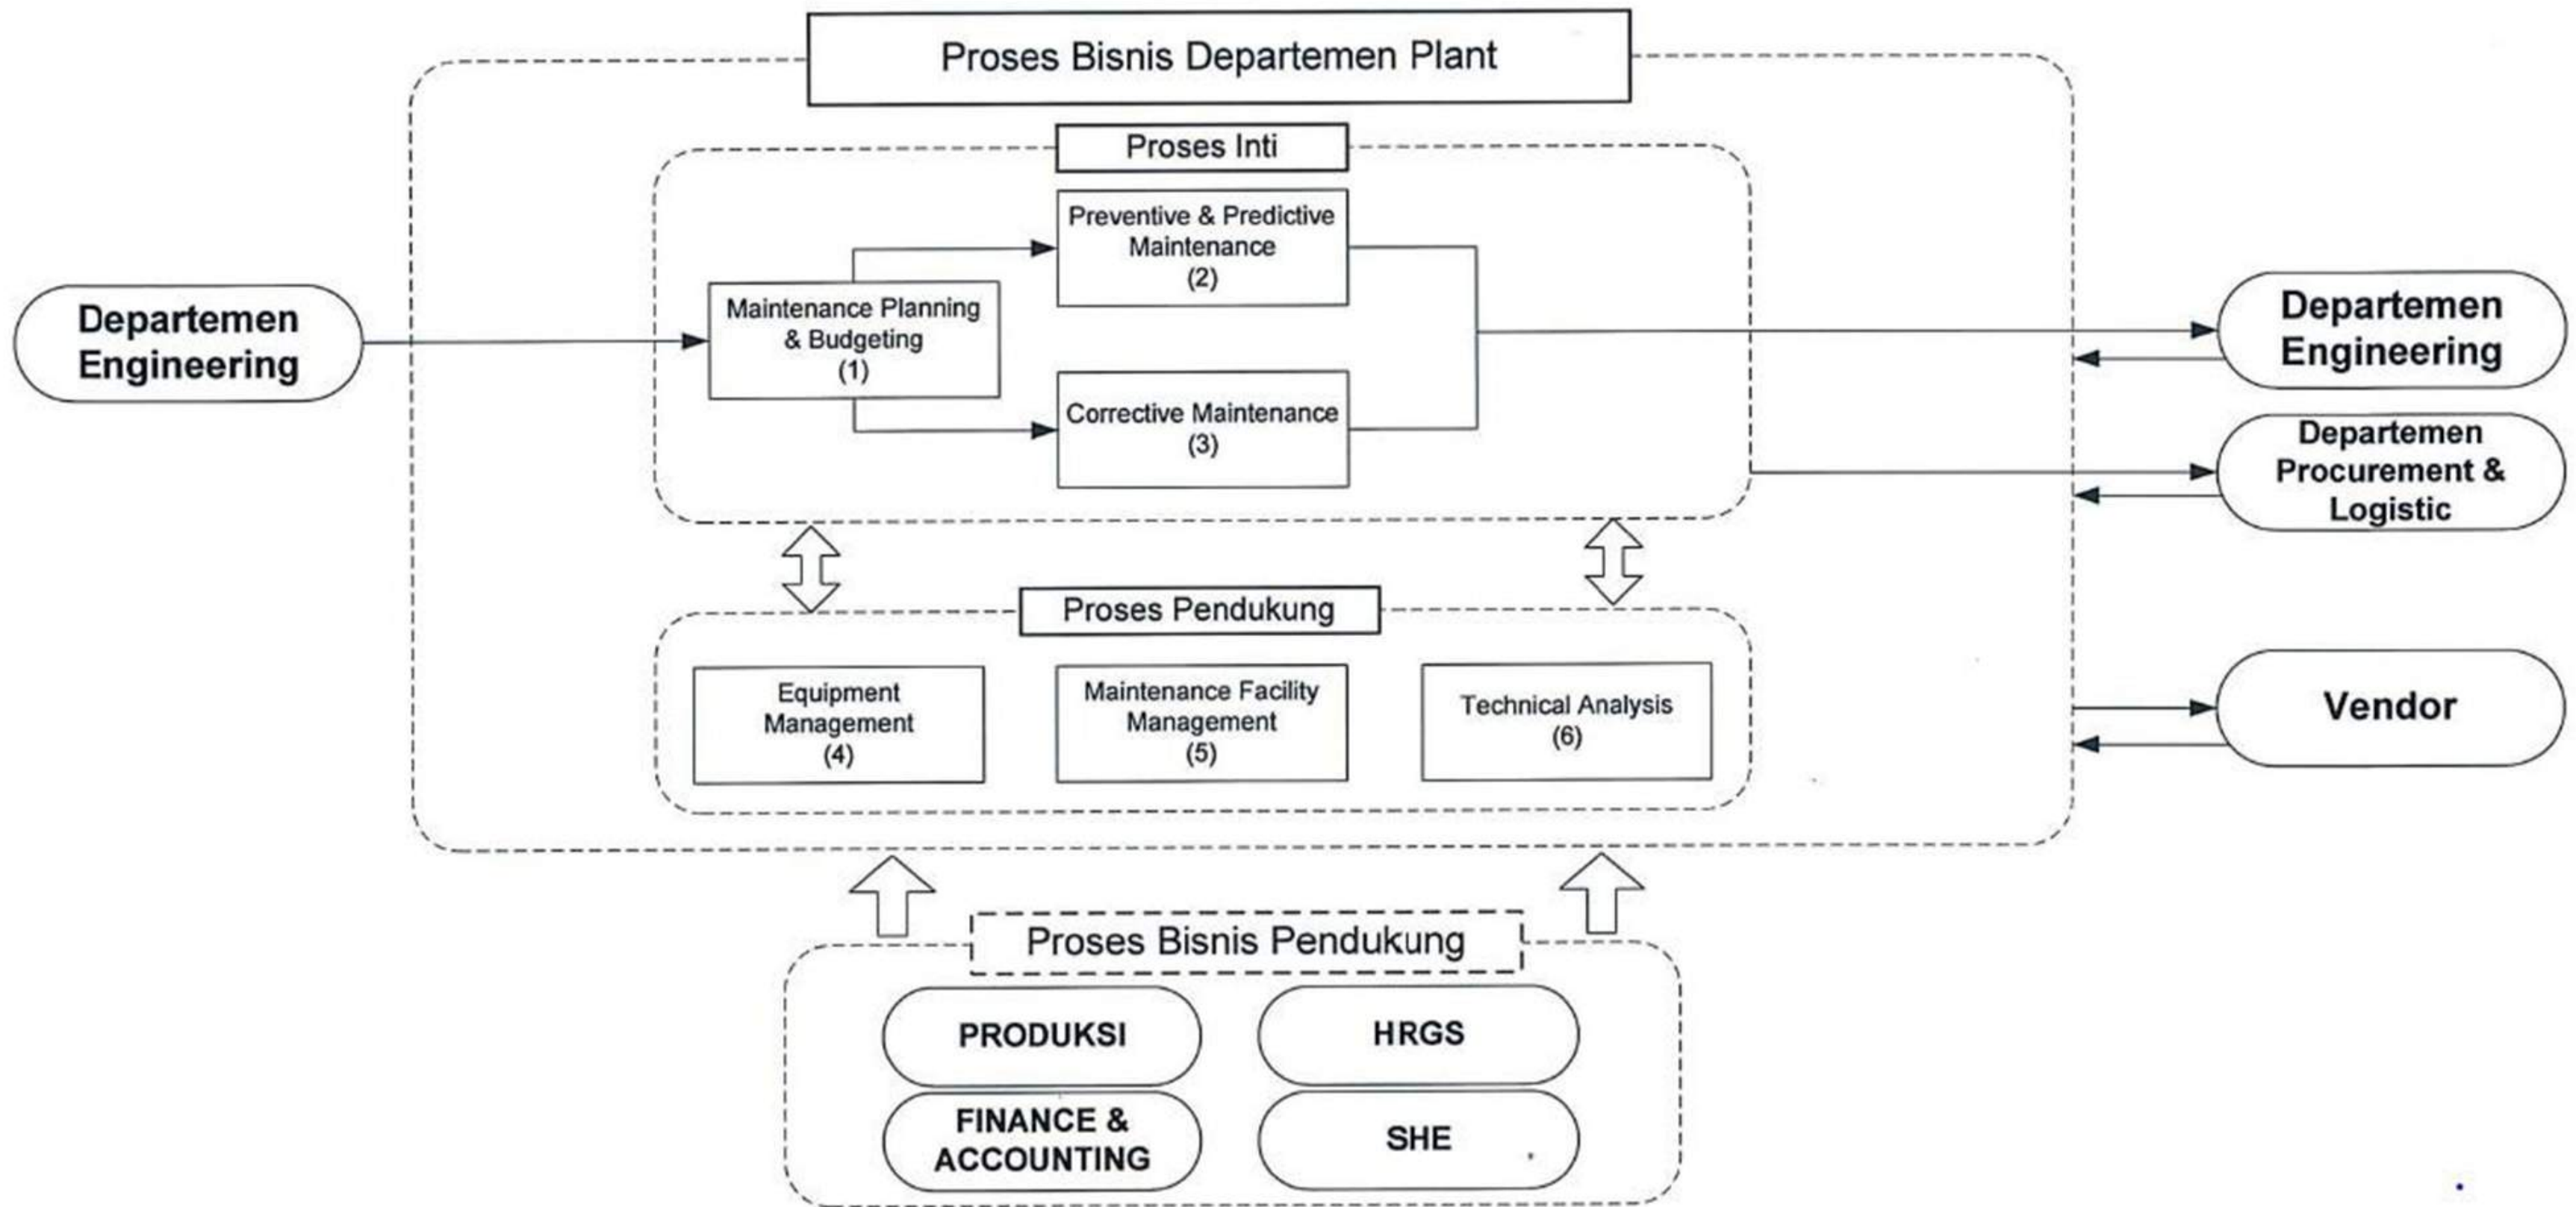 Proses Bisnis Departemen Plant
Proses Inti
Preventive & Predictive
Maintenance
(2)
Maintenance Planning
& Budgeting
(1)
Corrective Maintenance
(3)
Departemen
Engineering
Departemen
Engineering
Departemen
Procurement &
Logistic
Proses Pendukung
Equipment
Management
(4)
Maintenance Facility
Management
(5)
Technical Analysis
(6)
Vendor
Proses Bisnis Pendukung
PRODUKSI
HRGS
FINANCE &
ACCOUNTING
SHE